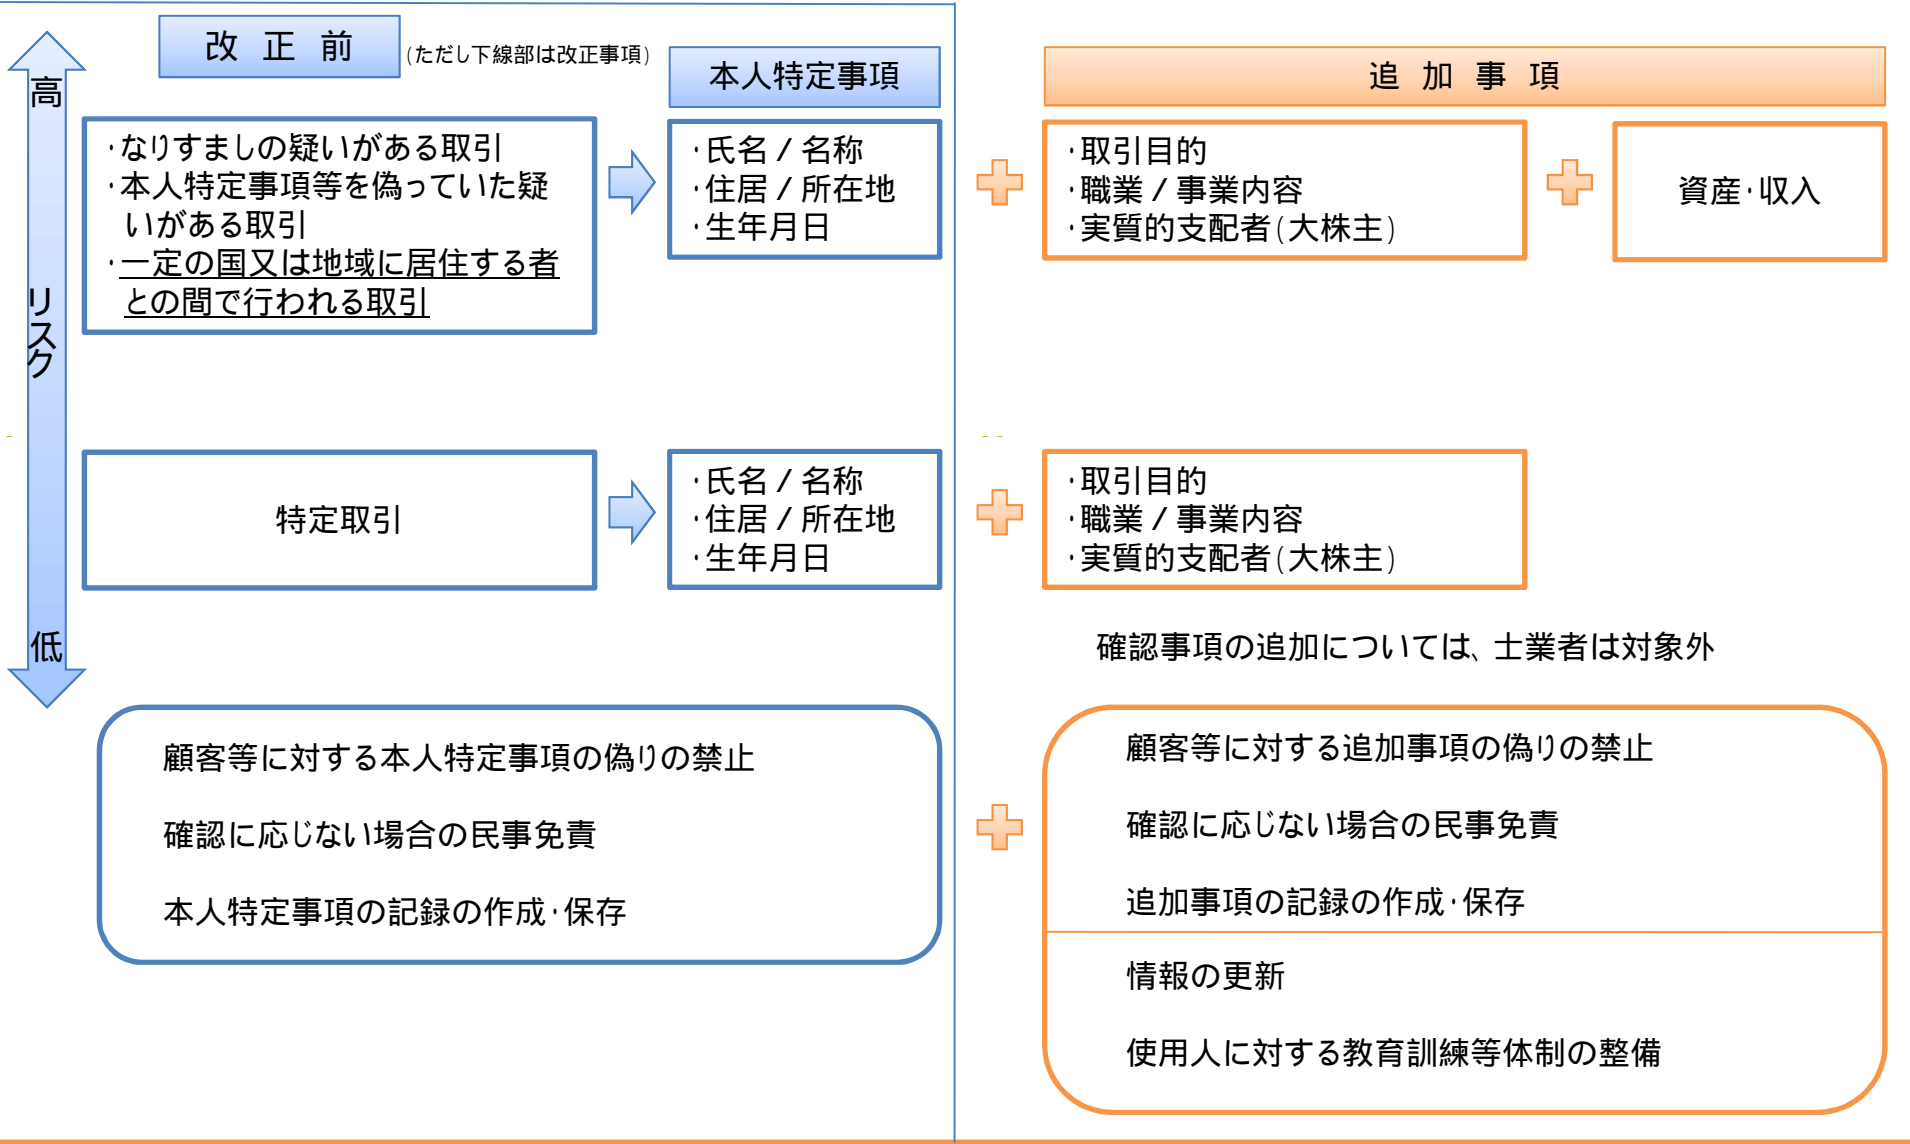 改正前
(ただし下線部は改正事項)
本人特定事項
追加事項
高
リスク
低
・なりすましの疑いがある取引
・本人特定事項等を偽っていた疑
いがある取引
・一定の国又は地域に居住する者
との間で行われる取引
・氏名/名称
・住居/所在地
・生年月日
・取引目的
・職業/事業内容
・実質的支配者(大株主)
資産・収入
特定取引
・氏名/名称
・住居/所在地
・生年月日
・取引目的
・職業/事業内容
・実質的支配者(大株主)
確認事項の追加については、士業者は対象外
顧客等に対する本人特定事項の偽りの禁止
確認に応じない場合の民事免責
本人特定事項の記録の作成・保存
顧客等に対する追加事項の偽りの禁止
確認に応じない場合の民事免責
追加事項の記録の作成・保存
情報の更新
使用人に対する教育訓練等体制の整備